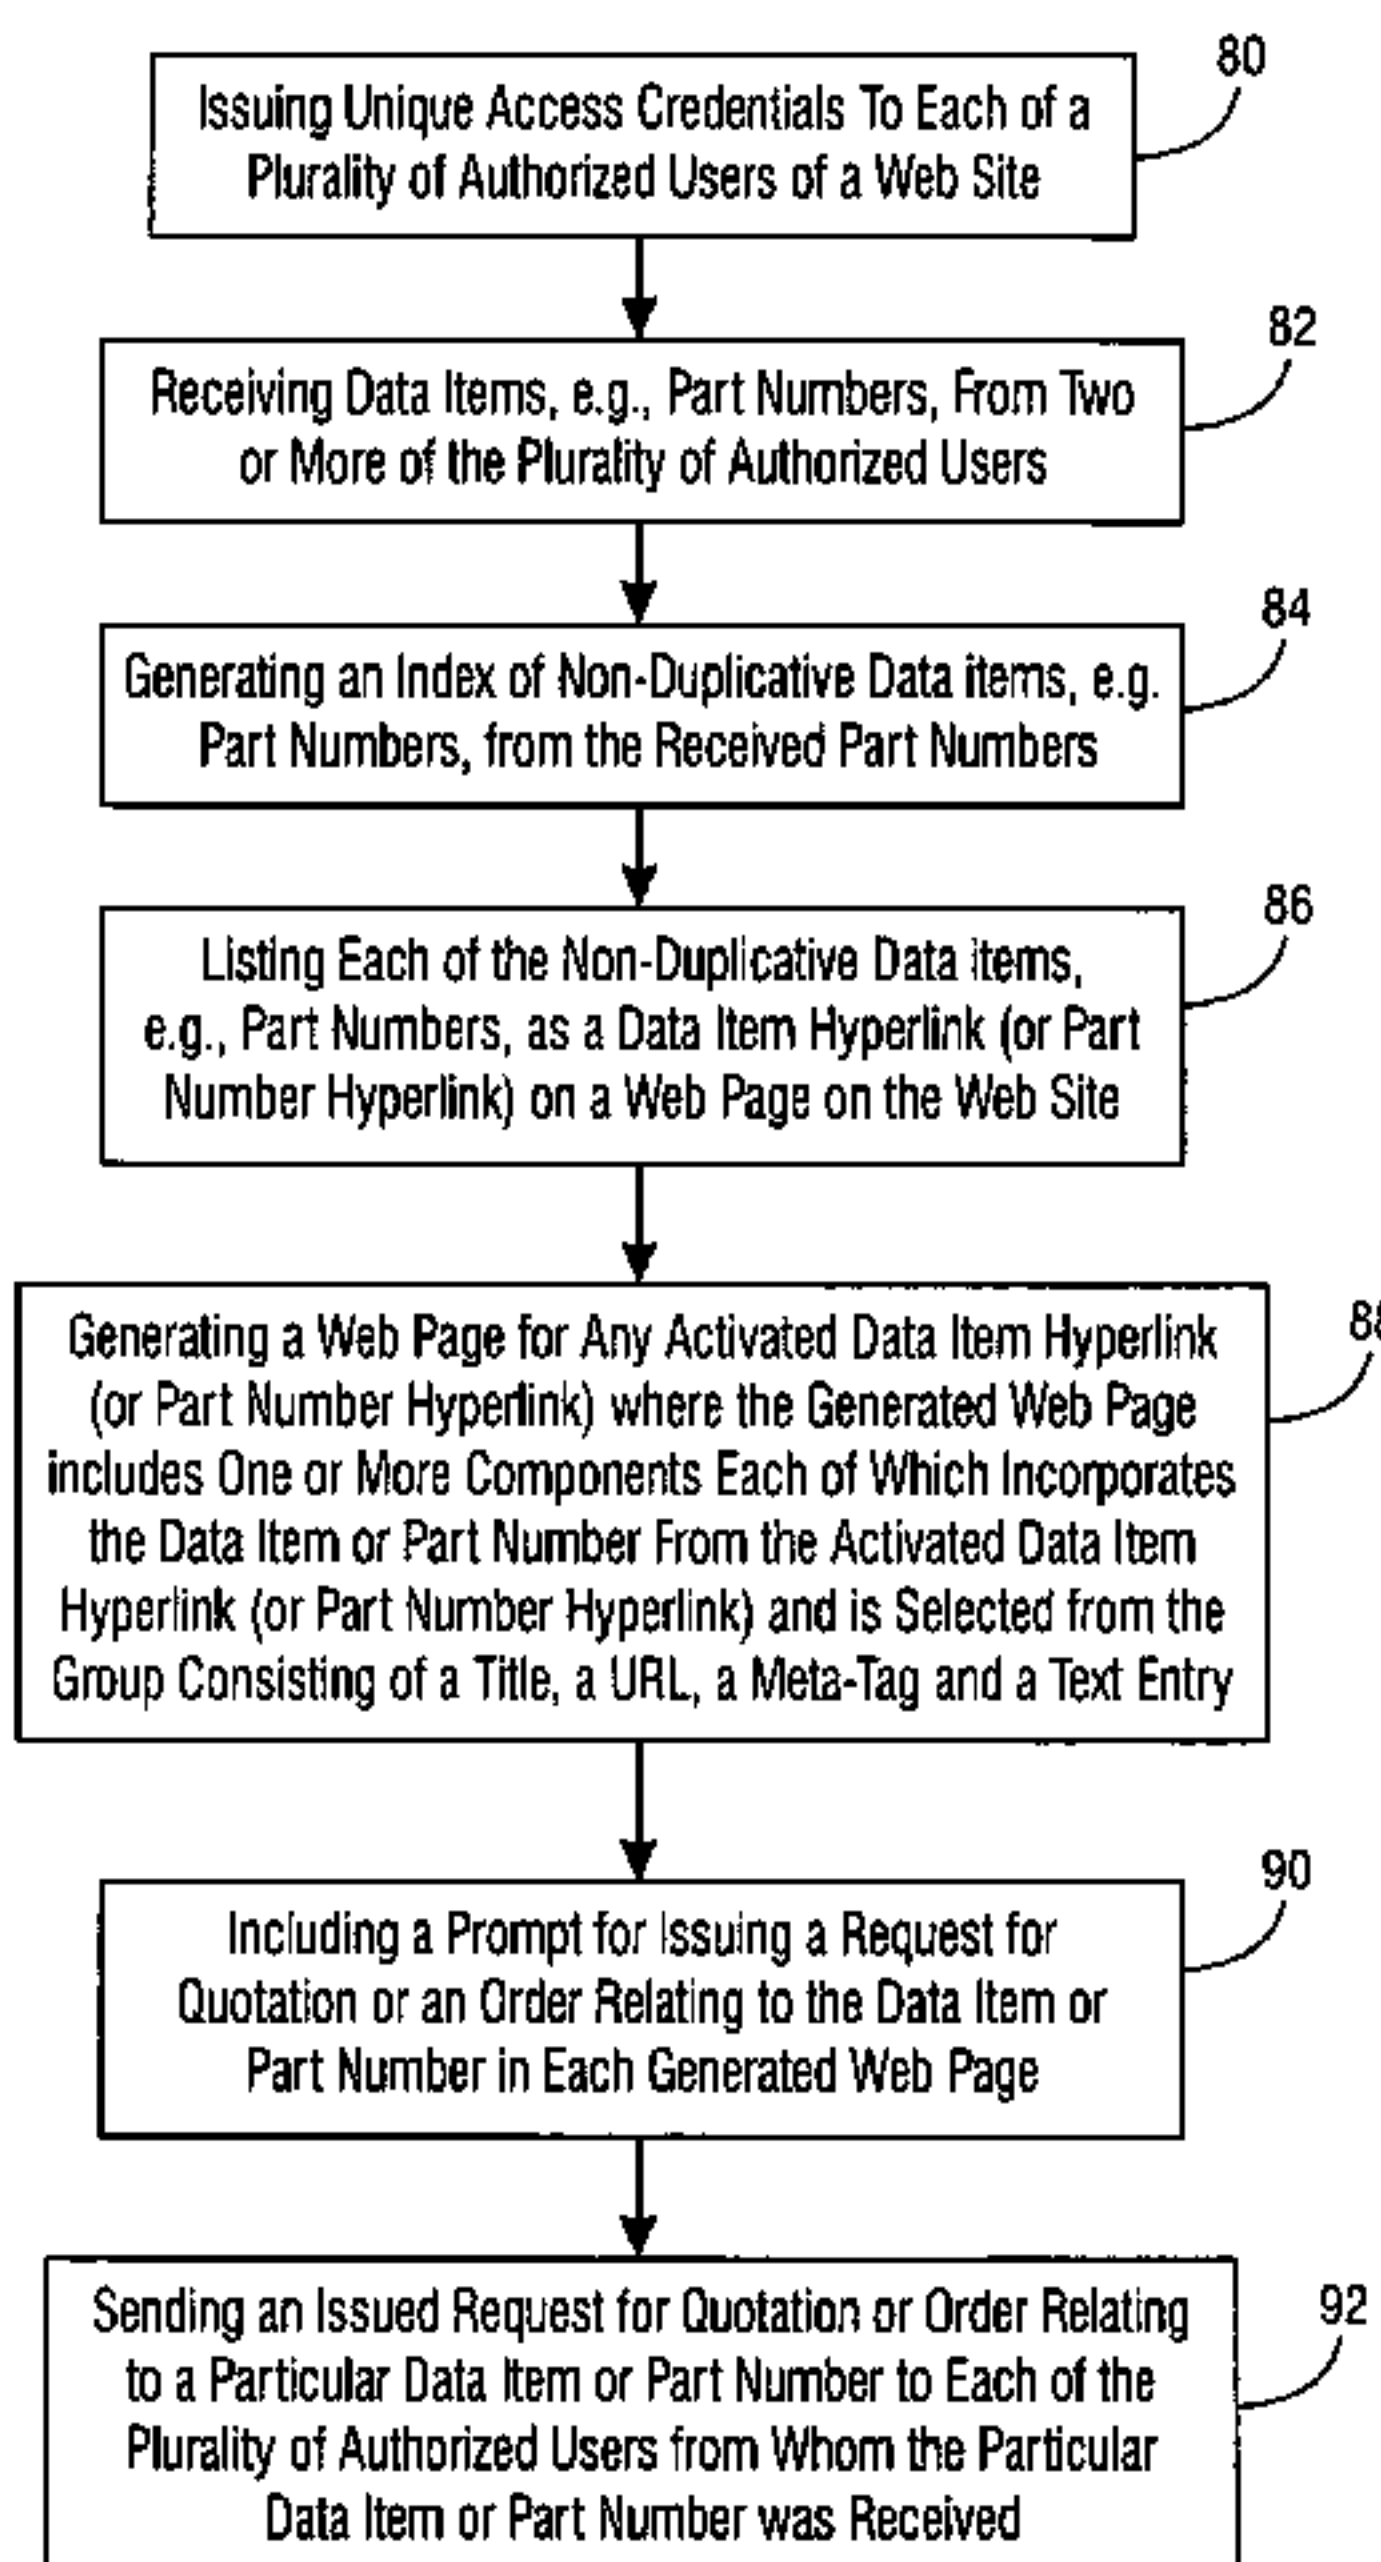 80
Issuing Unique Access Credentials To Each of a
Plurality of Authorized Users of a Web Site
82
Receiving Data Items, e.g., Part Numbers, From Two
or More of the Plurality of Authorized Users
84
Generating an Index of Non-Duplicative Data items, e.g.
Part Numbers, from the Received Part Numbers
86
Listing Each of the Non-Duplicative Data items,
e.g., Part Numbers, as a Data Item Hyperlink (or Part
Number Hyperlink) on a Web Page on the Web Site
88
Generating a Web Page for Any Activated Data Item Hyperlink
(or Part Number Hyperlink) where the Generated Web Page
includes One or More Components Each of Which Incorporates
the Data Item or Part Number From the Activated Data Item
Hyperlink (or Part Number Hyperlink) and is Selected from the
Group Consisting of a Title, a URL, a Meta-Tag and a Text Entry
90
Including a Prompt for Issuing a Request for
Quotation or an Order Relating to the Data Item or
Part Number in Each Generated Web Page
92
Sending an Issued Request for Quotation or Order Relating
to a Particular Data Item or Part Number to Each of the
Plurality of Authorized Users from Whom the Particular
Data Item or Part Number was Received